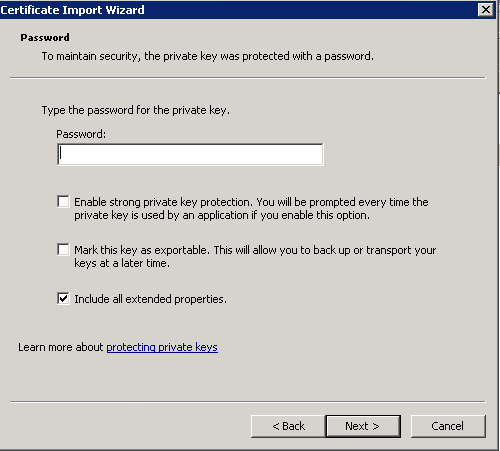 Certificate Import Wizard
Password
To maintain security, the private key was protected with a password.
Type the password for the private key.
Password:
Enable strong private key protection. You will be prompted every time the
private key is used by an application if you enable this option.
Mark this key as exportable. This will allow you to back up or transport your
keys at a later time.
Include all extended properties.
Learn more about protecting private keys
< Back Next > Cancel